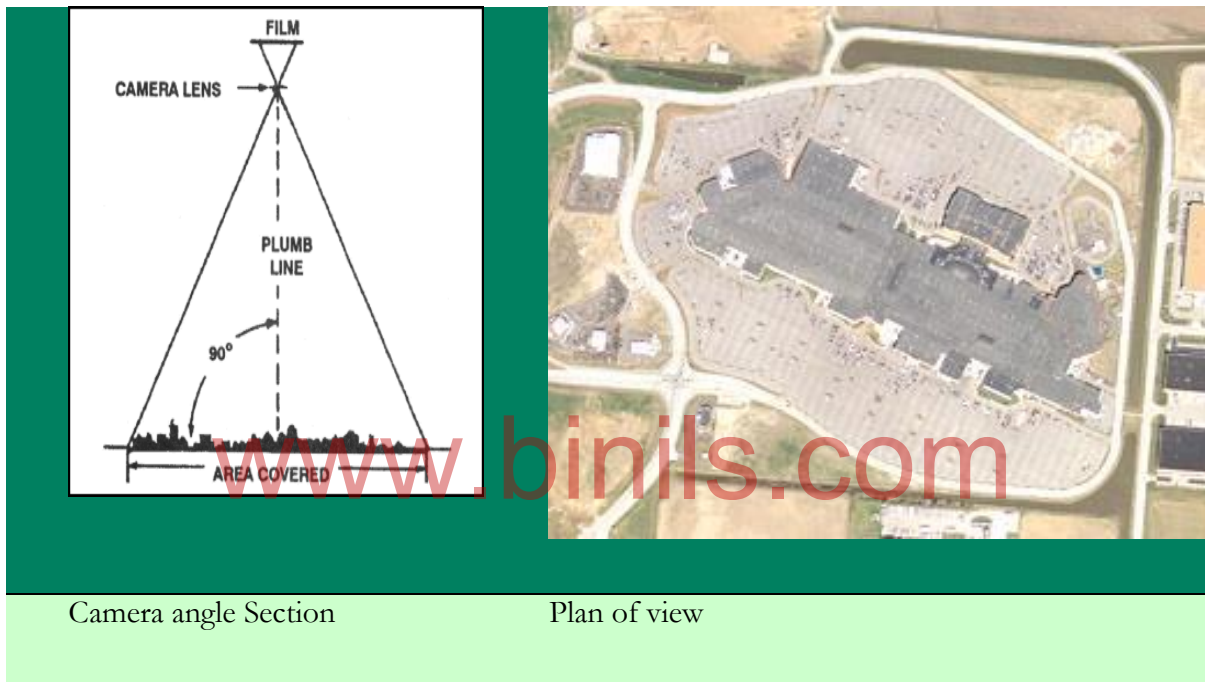 FILM
CAMERA LENS
PLUMB
LINE
90°
AREA COVERED
www.binils.com
Camera angle Section
Plan of view